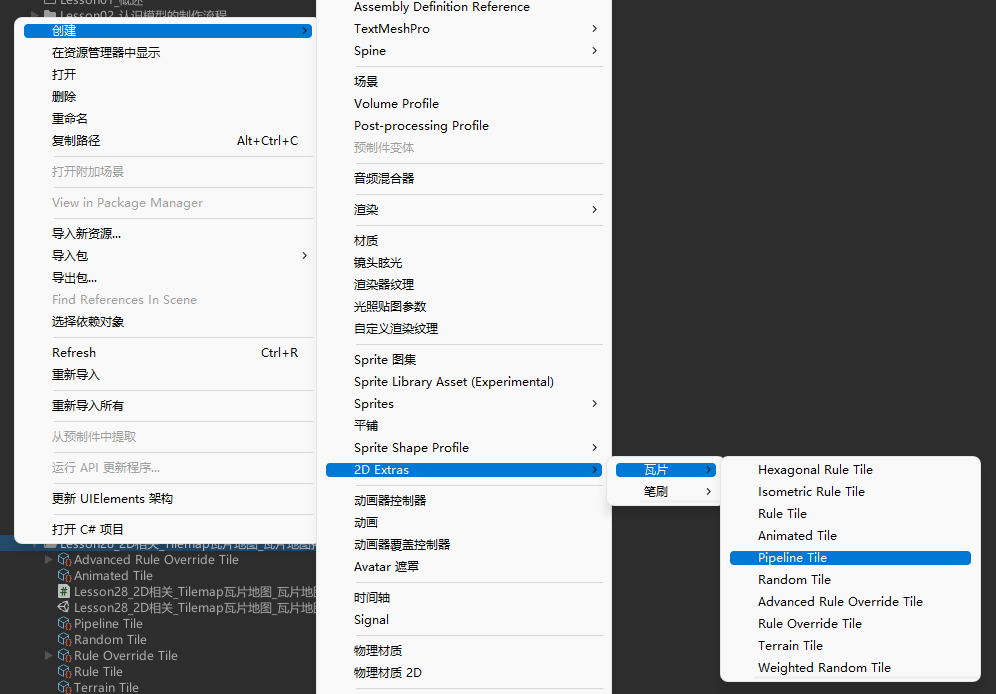 Lesson02_认识模型的制作流程
创建
在资源管理器中显示
打开
删除
重命名
复制路径 Alt+Ctrl+C
打开附加场景
View in Package Manager
导入新资源...
导入包
导出包...
Find References In Scene
选择依赖对象
Refresh Ctrl+R
重新导入
重新导入所有
从预制件中提取
运行 API 更新程序...
更新 UIElements 架构
打开 C# 项目
Assembly Definition Reference
TextMeshPro
Spine
场景
Volume Profile
Post-processing Profile
预制件变体
音频混合器
渲染
材质
镜头眩光
渲染器纹理
光照贴图参数
自定义渲染纹理
Sprite 图集
Sprite Library Asset (Experimental)
Sprites
平铺
Sprite Shape Profile
2D Extras
动画器控制器
动画
动画器覆盖控制器
Avatar 遮罩
时间轴
Signal
物理材质
物理材质 2D
瓦片
笔刷
Hexagonal Rule Tile
Isometric Rule Tile
Rule Tile
Animated Tile
Pipeline Tile
Random Tile
Advanced Rule Override Tile
Rule Override Tile
Terrain Tile
Weighted Random Tile
Lesson28_2D相关_Tilemap瓦片地图_瓦片地图
Advanced Rule Override Tile
Animated Tile
Lesson28_2D相关_Tilemap瓦片地图_瓦片地
Lesson28_2D相关_Tilemap瓦片地图_瓦片地
Pipeline Tile
Random Tile
Rule Override Tile
Rule Tile
Terrain Tile